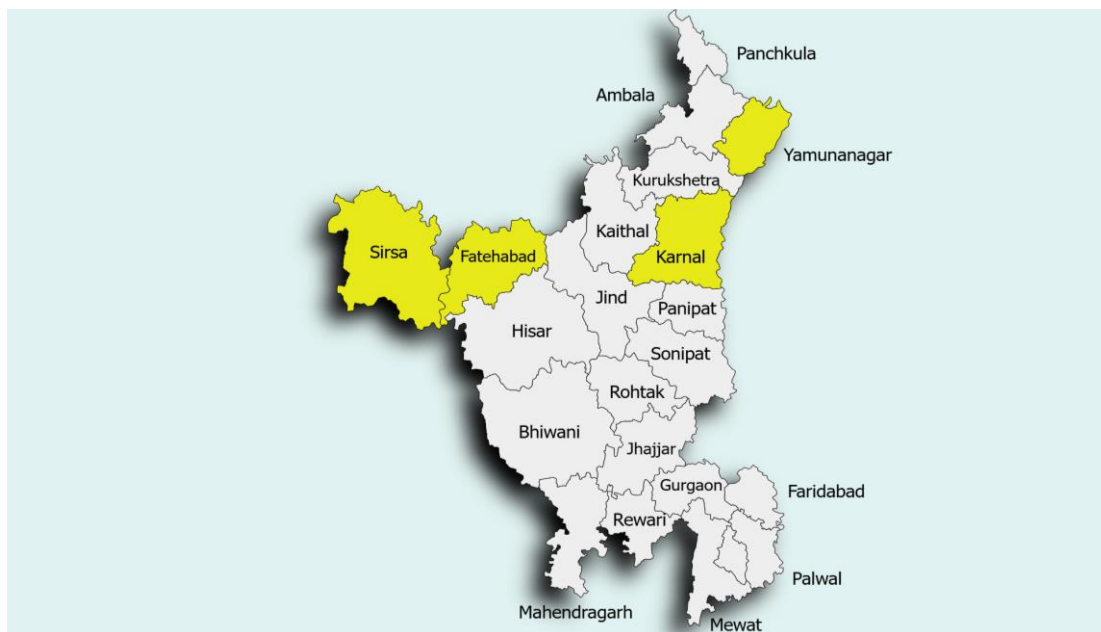 Panchkula
Ambala
Yamunanagar
Kurukshetra
Kaithal
Sirsa
Fatehabad
Karnal
Jind
Panipat
Hisar
Sonipat
Rohtak
Bhiwani
Jhajjar
Gurgaon
Faridabad
Rewari
Palwal
Mahendragarh
Mewat